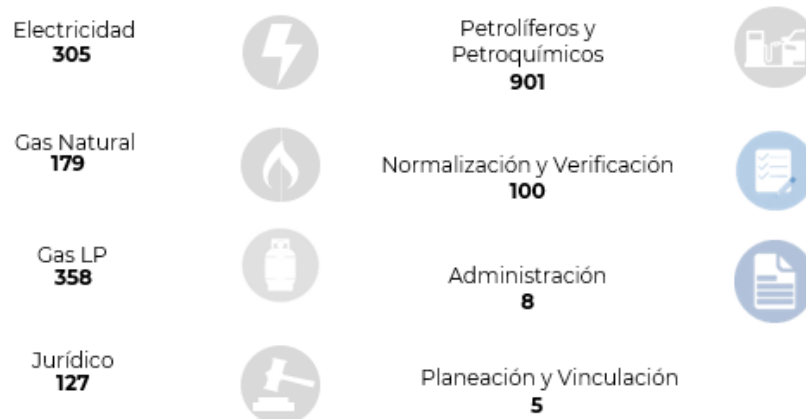 Electricidad
305
Gas Natural
179
Gas LP
358
Jurídico
127
Petrolíferos y
Petroquímicos
901
Normalización y Verificación
100
Administración
8
Planeación y Vinculación
5